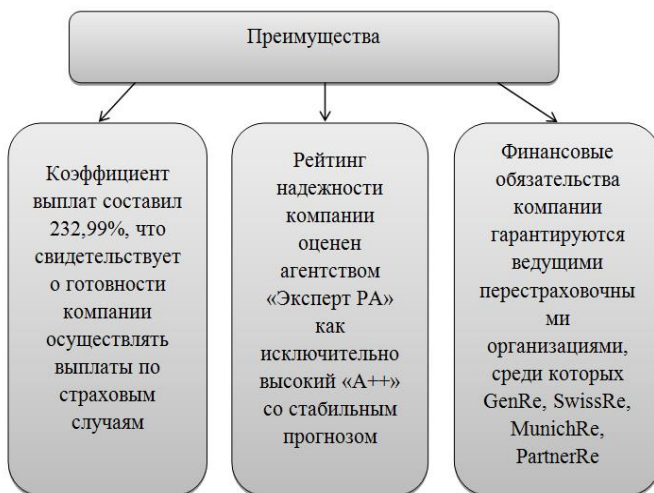 Преимущества
Коэффициент
выплат составил
232,99%, что
свидетельствует
о готовности
компании
осуществлять
выплаты по
страховым
случаям
Рейтинг
надежности
компании
оценен
агентством
«Эксперт РА»
как
исключительно
высокий «А++»
со стабильным
прогнозом
Финансовые
обязательства
компании
гарантируются
ведущими
перестраховочны
ми
организациями,
среди которых
GenRe, SwissRe,
MunichRe,
PartnerRe